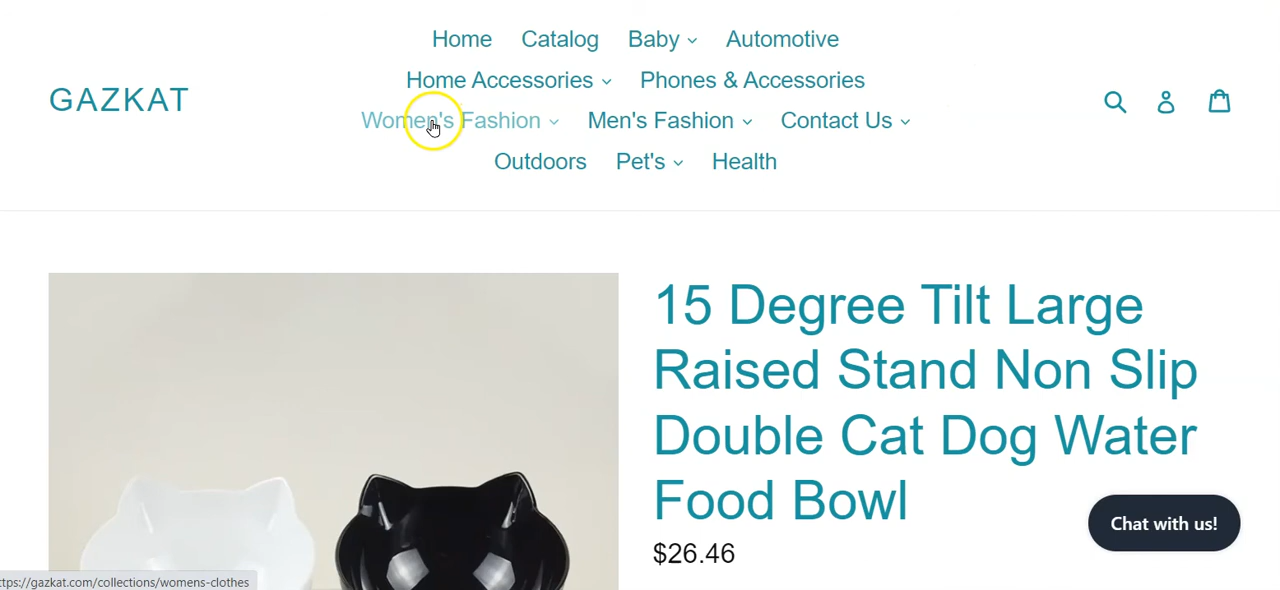 Home Catalog Baby Automotive
Home Accessories Phones & Accessories
GAZKAT
Women's Fashion Men's Fashion Contact Us
Outdoors Pet's Health
15 Degree Tilt Large
Raised Stand Non Slip
Double Cat Dog Water
Food Bowl
$26.46
Chat with us!
ttps://gazkat.com/collections/womens-clothes